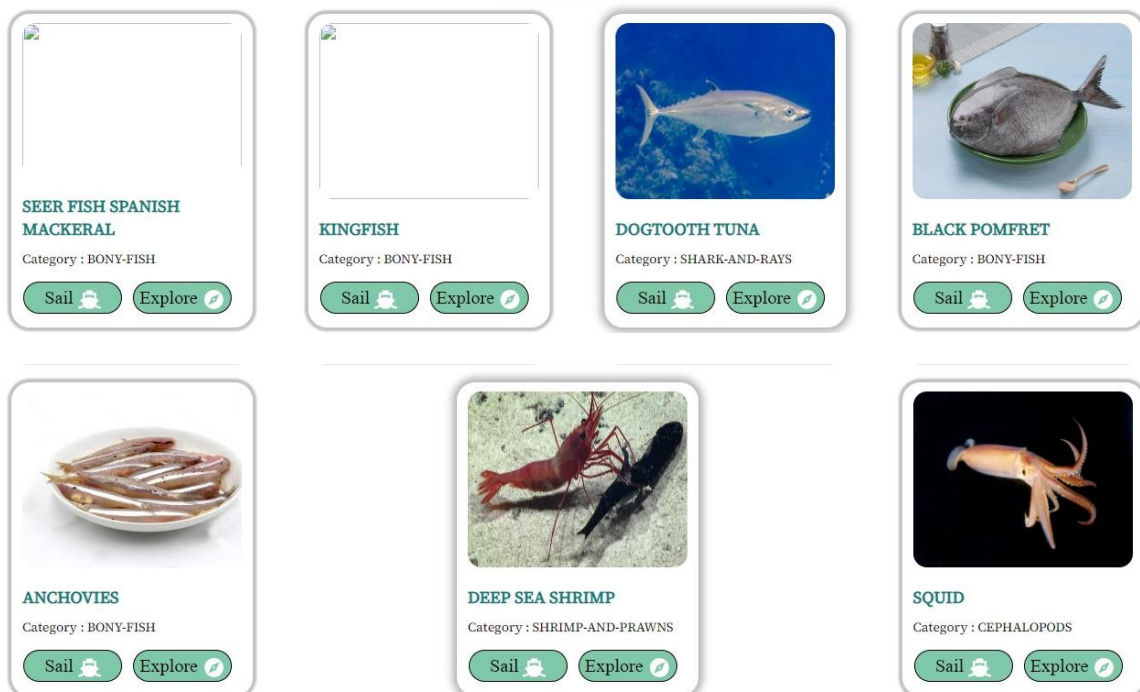 SEER FISH SPANISH
MACKERAL
Category : BONY-FISH
Sail
Explore
KINGFISH
Category : BONY-FISH
Sail
Explore
DOGTOOTH TUNA
Category : SHARK-AND-RAYS
Sail
Explore
BLACK POMFRET
Category : BONY-FISH
Sail
Explore
ANCHOVIES
Category : BONY-FISH
Sail
Explore
DEEP SEA SHRIMP
Category : SHRIMP-AND-PRAWNS
Sail
Explore
SQUID
Category : CEPHALOPODS
Sail
Explore